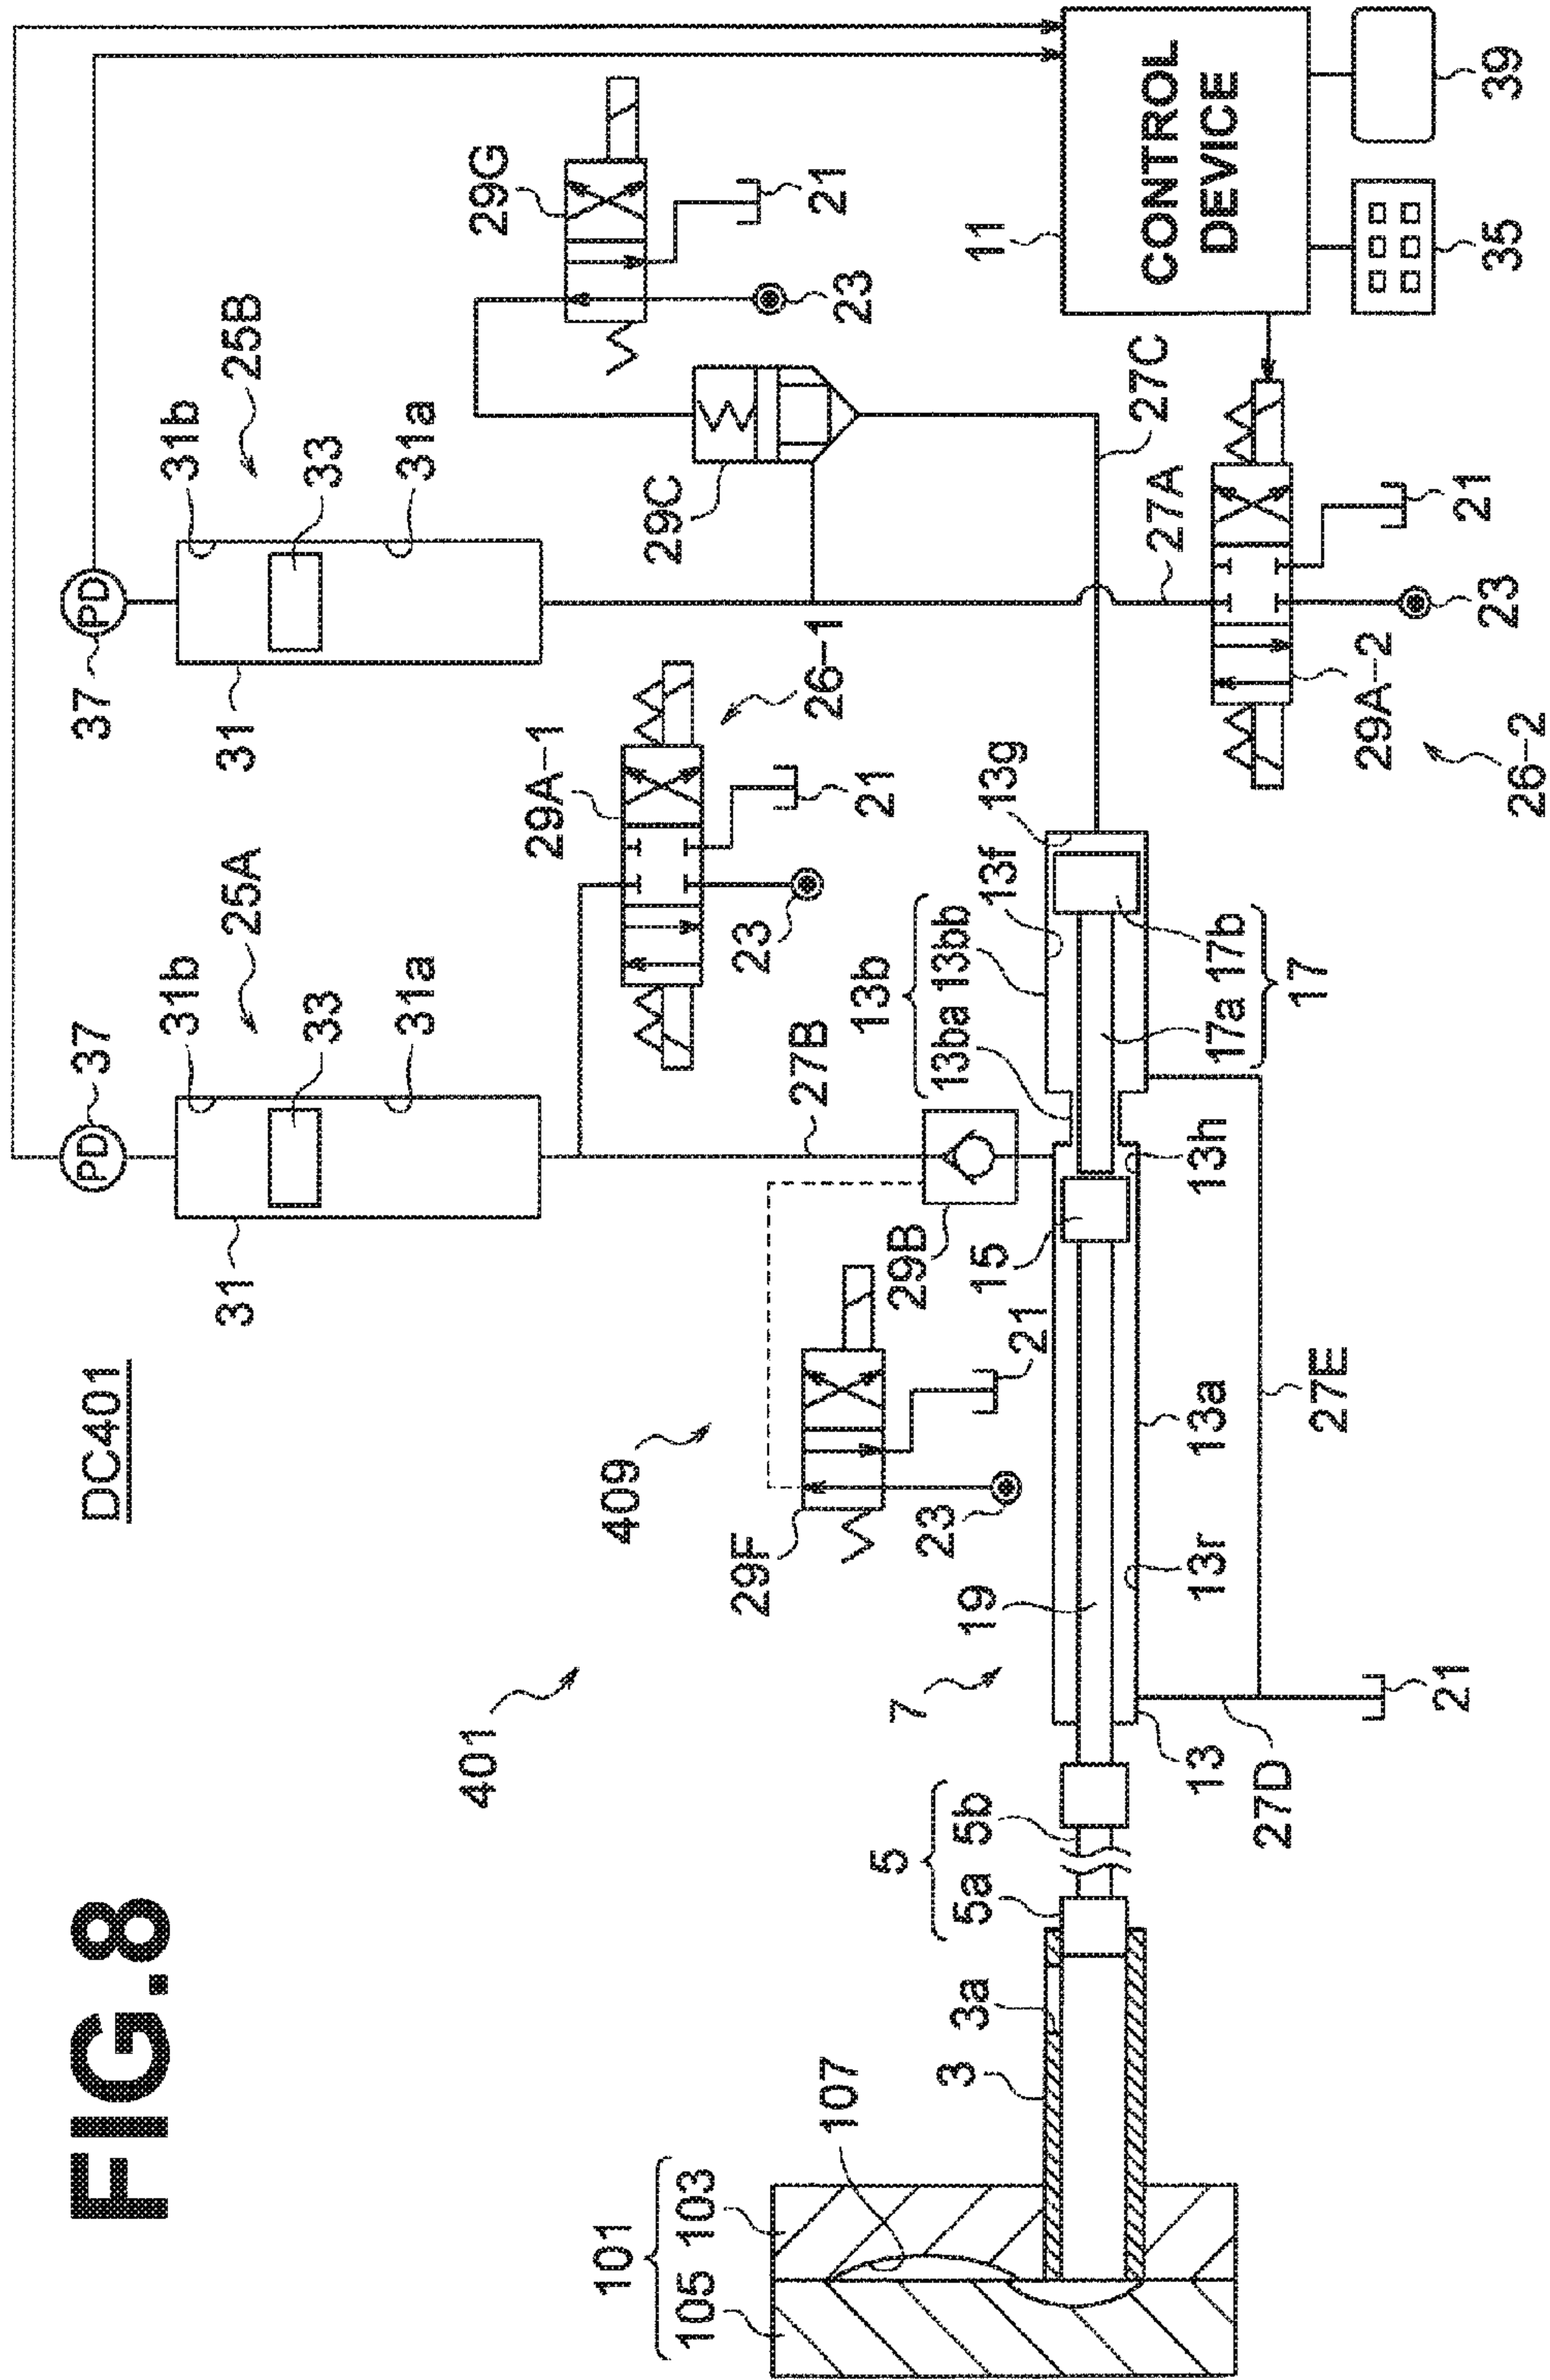 FIG.8
DC401
37
PD
31b
25A
33
31a
31
37
PD
31b
25B
33
31a
31
29G
21
23
29C
29A-1
26-1
21
23
401
409
29F
21
23
27B
29B
11
CONTROL
DEVICE
35
39
27C
27A
21
23
29A-2
26-2
101
105 103
107
3
3a
5
5a 5b
7
19
15
13b
13ba 13bb
13f
13g
17a 17b
17
13h
13a
13r
13
27D
27E
21